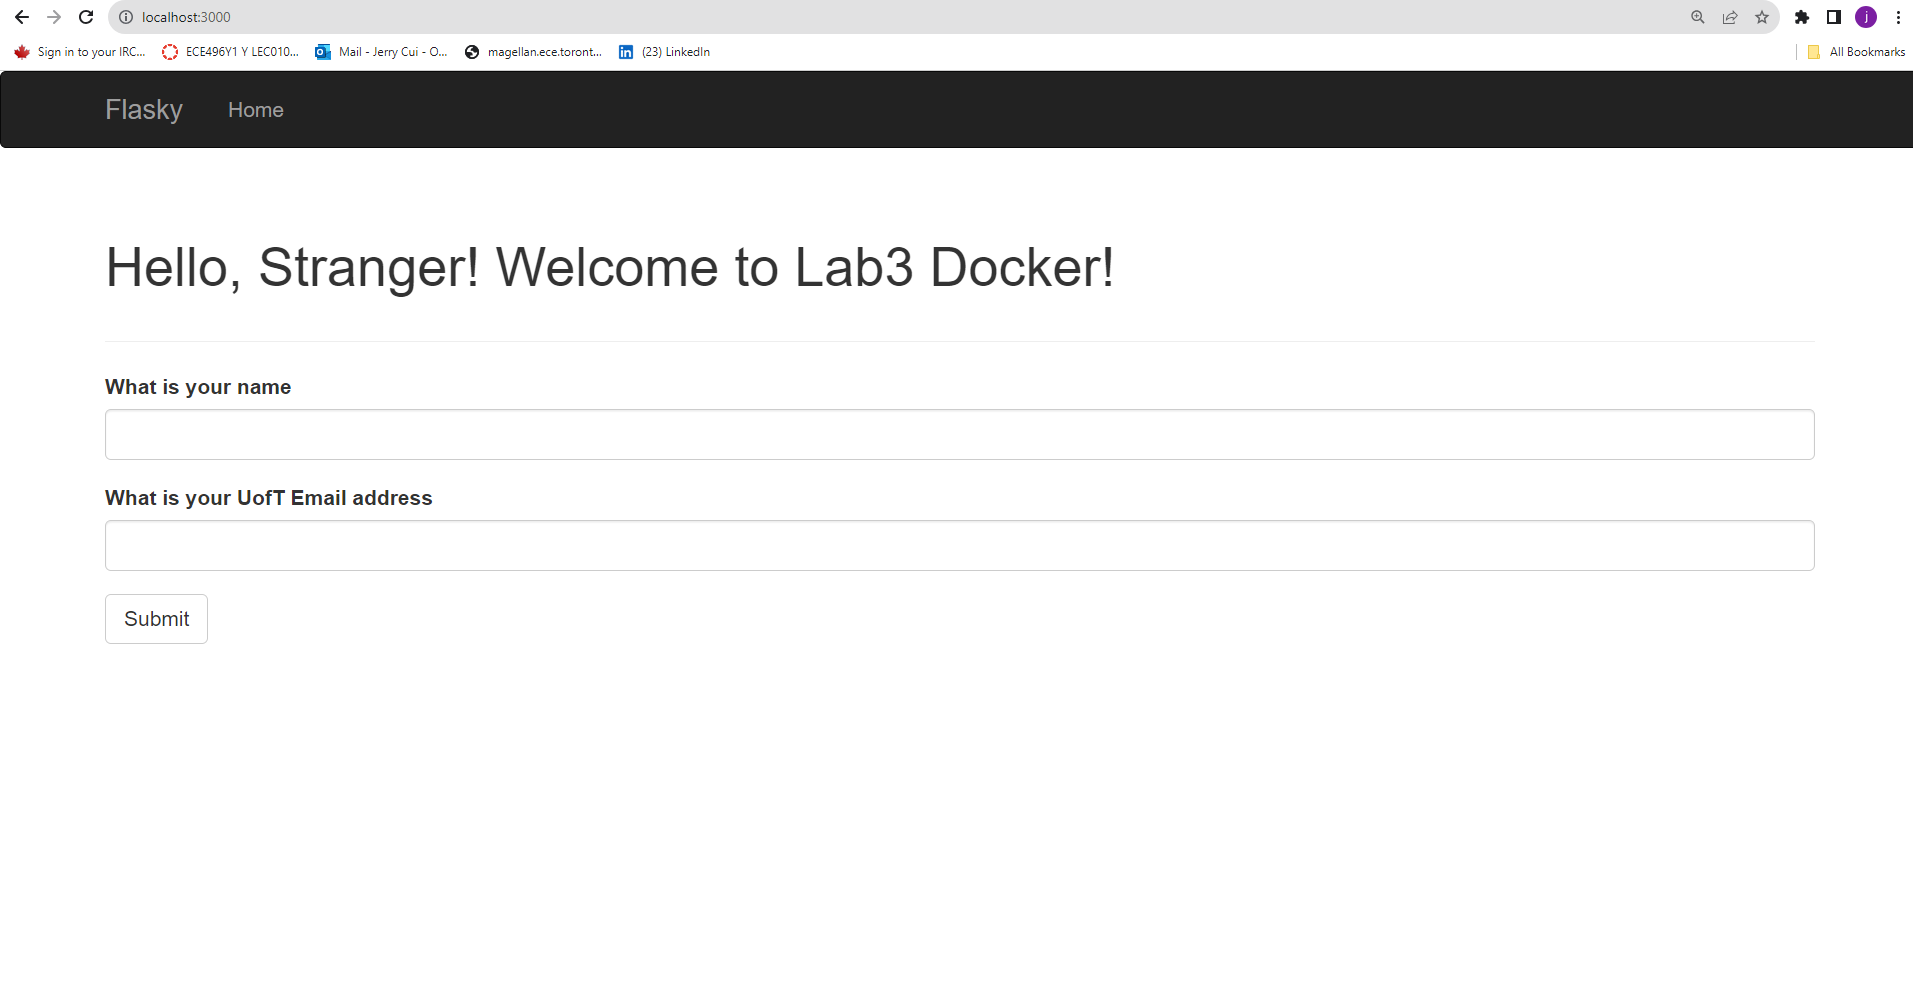 localhost:3000
j
Sign in to your IRC... ECE496Y1 Y LEC010... Mail - Jerry Cui - O... magellan.ece.toront... (23) LinkedIn All Bookmarks
Flasky Home
Hello, Stranger! Welcome to Lab3 Docker!
What is your name
What is your UofT Email address
Submit